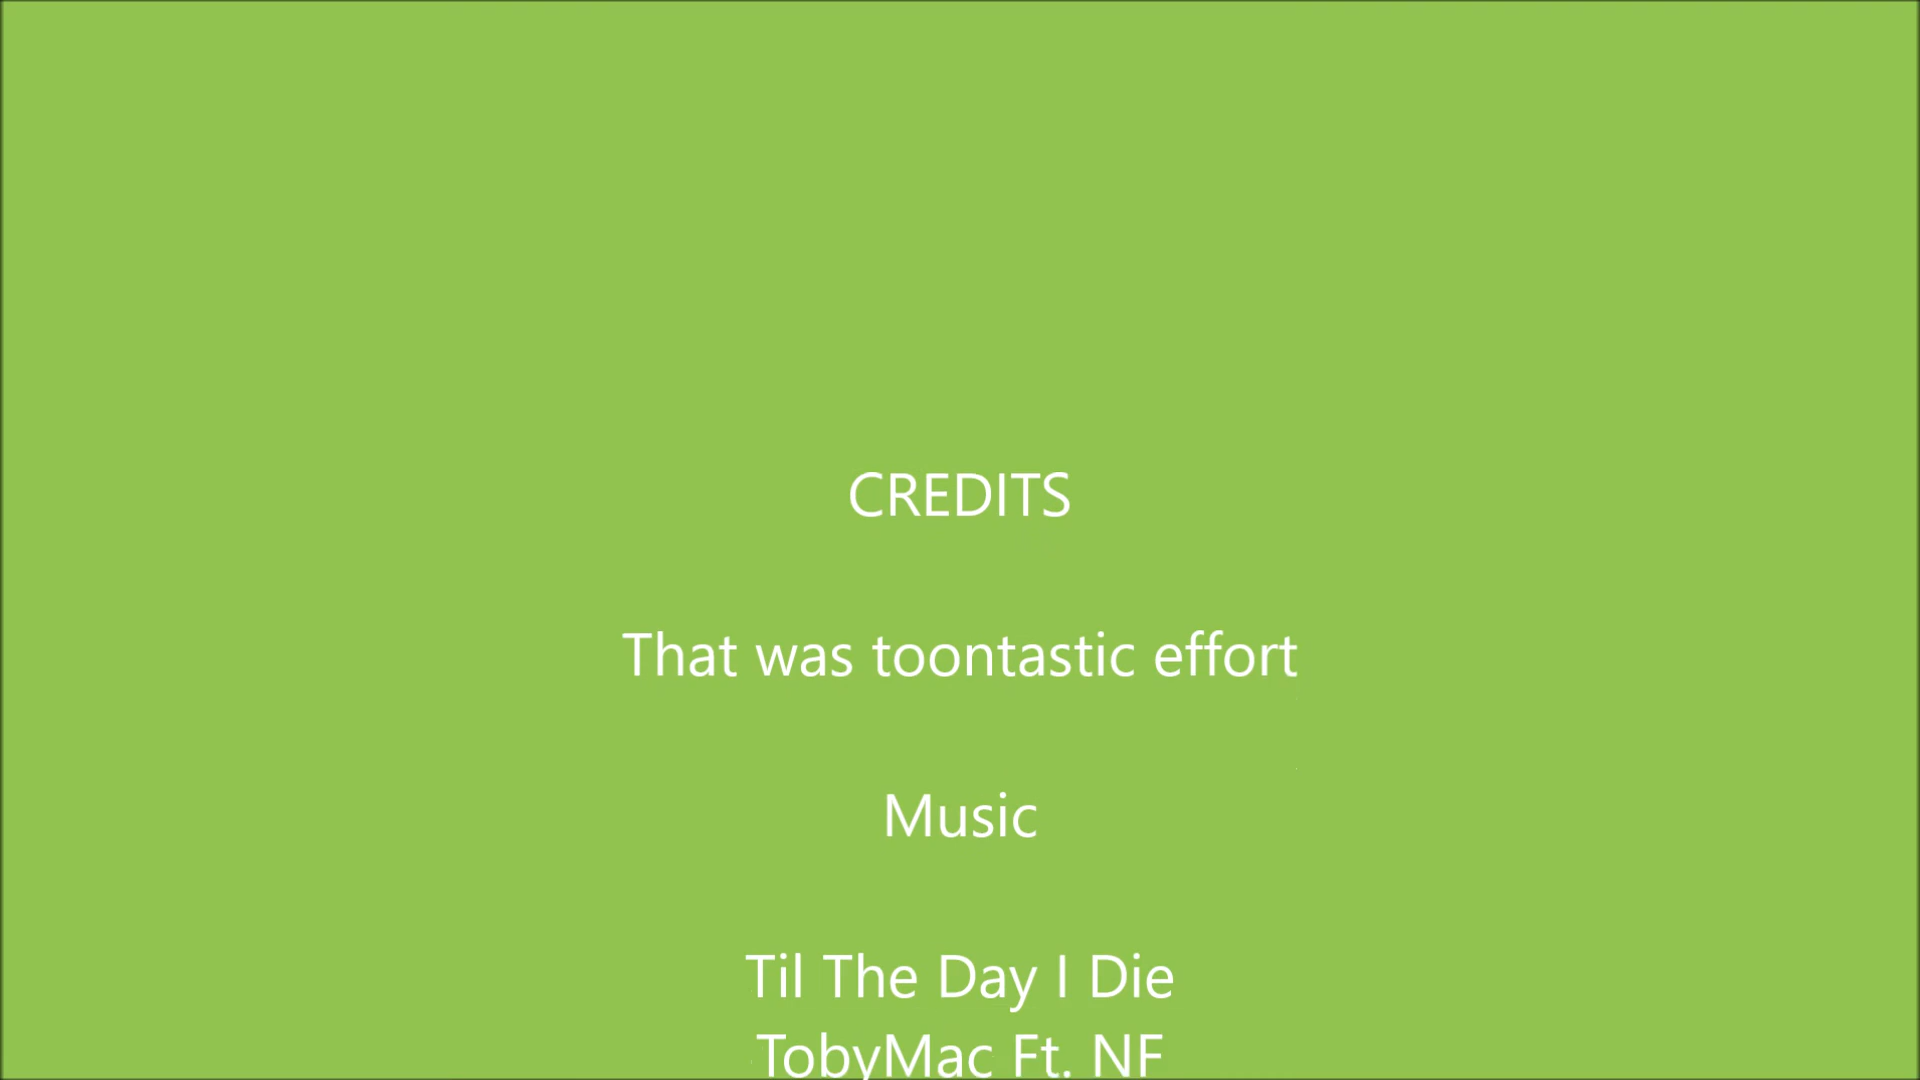 CREDITS
That was toontastic effort
Music
Til The Day I Die
TobyMac Ft. NF